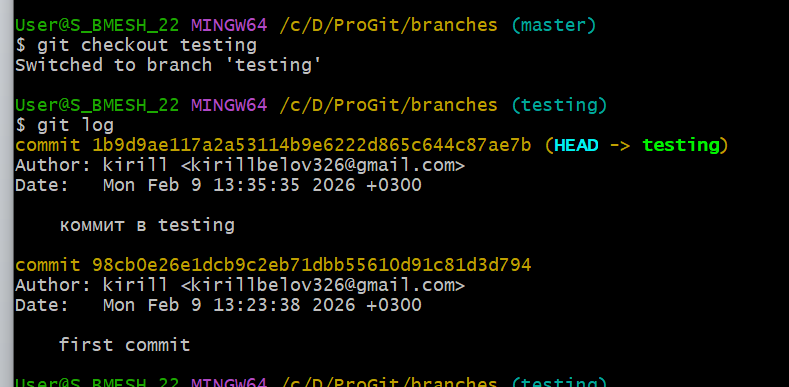 User@S_BMESH_22 MINGW64 /c/D/ProGit/branches (master)
$ git checkout testing
Switched to branch 'testing'
User@S_BMESH_22 MINGW64 /c/D/ProGit/branches (testing)
$ git log
commit 1b9d9ae117a2a53114b9e6222d865c644c87ae7b (HEAD -> testing)
Author: kirill <kirillbelov326@gmail.com>
Date:   Mon Feb 9 13:35:35 2026 +0300
коммит в testing
commit 98cb0e26e1dcb9c2eb71dbb55610d91c81d3d794
Author: kirill <kirillbelov326@gmail.com>
Date:   Mon Feb 9 13:23:38 2026 +0300
first commit
User@S_BMESH_22 MINGW64 /c/D/ProGit/branches (testing)